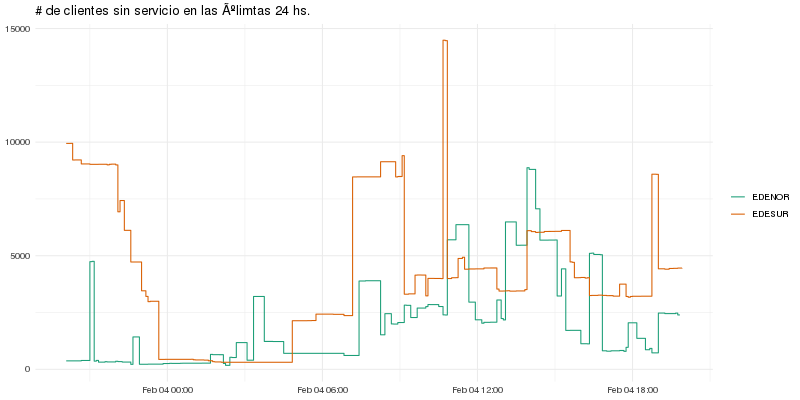 # de clientes sin servicio en las Ãºlimtas 24 hs.
15000
10000
5000
0
Feb 04 00:00
Feb 04 06:00
Feb 04 12:00
Feb 04 18:00
EDENOR
EDESUR